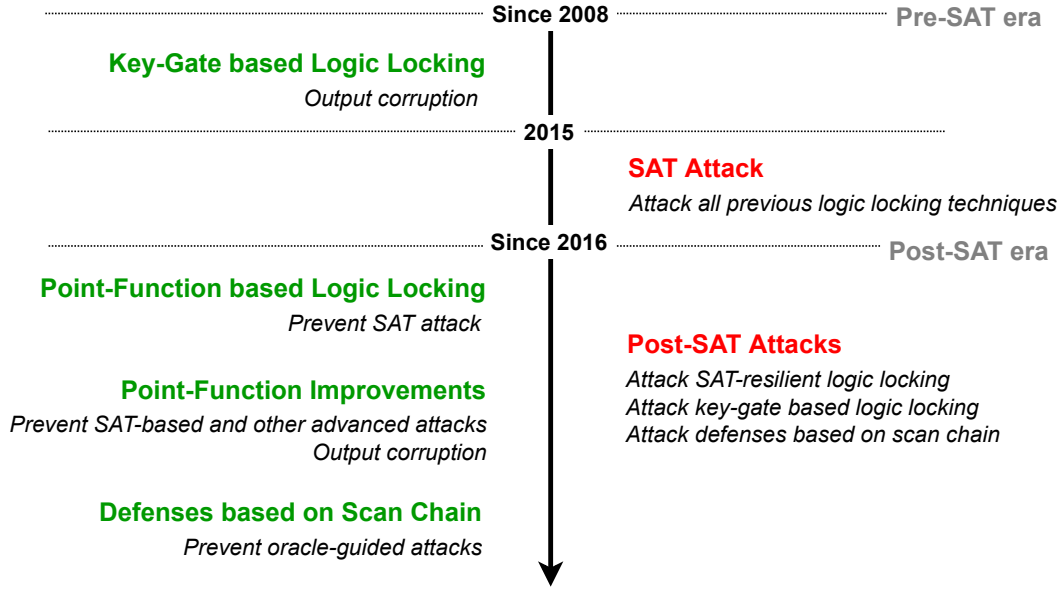 Since 2008
Pre-SAT era
Key-Gate based Logic Locking
Output corruption
2015
SAT Attack
Attack all previous logic locking techniques
Since 2016
Post-SAT era
Point-Function based Logic Locking
Prevent SAT attack
Post-SAT Attacks
Attack SAT-resilient logic locking
Attack key-gate based logic locking
Attack defenses based on scan chain
Point-Function Improvements
Prevent SAT-based and other advanced attacks
Output corruption
Defenses based on Scan Chain
Prevent oracle-guided attacks